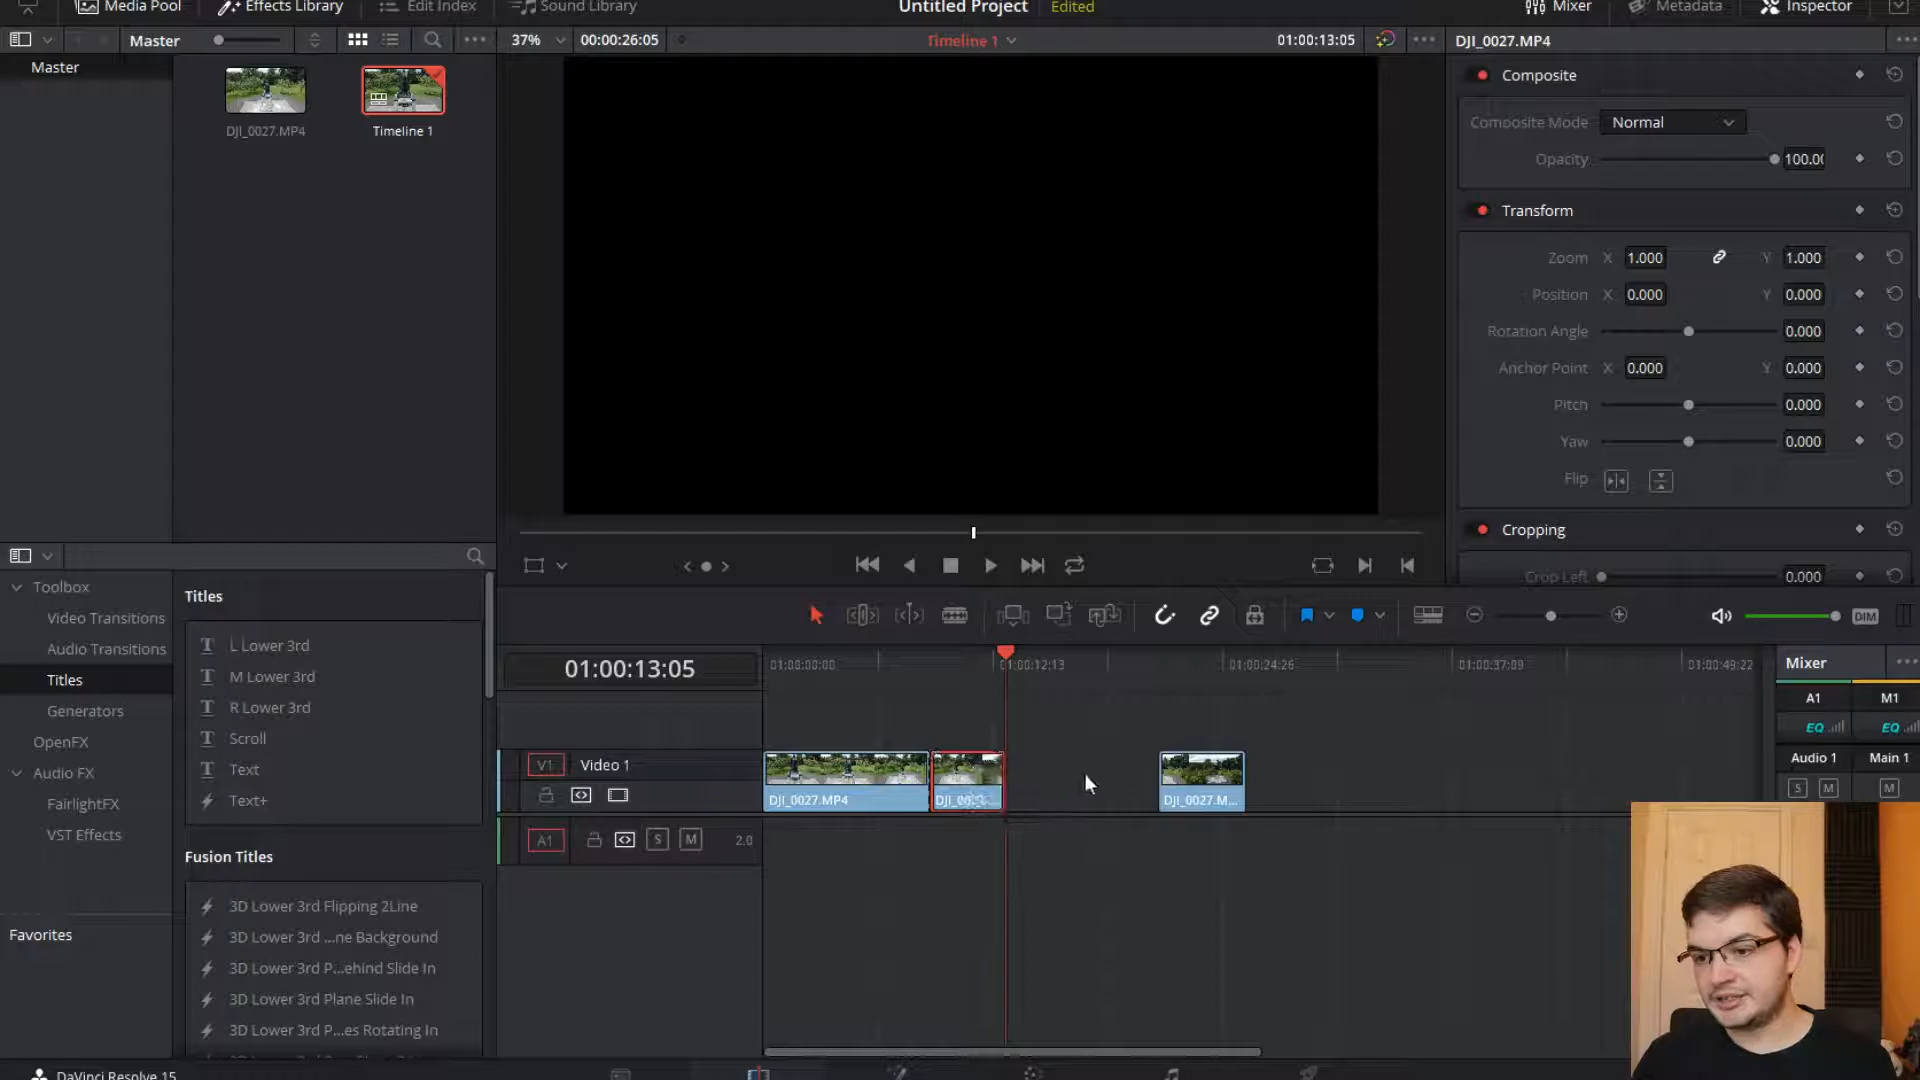 Media Pool Effects Library Edit Index Sound Library Untitled Project Edited Mixer Metadata Inspector
Master 37% 00:00:26:05 Timeline 1 01:00:13:05 DJI_0027.MP4
Master
DJI_0027.MP4 Timeline 1
Composite
Composite Mode Normal
Opacity 100.00
Transform
Zoom X 1.000 Y 1.000
Position X 0.000 Y 0.000
Rotation Angle 0.000
Anchor Point X 0.000 Y 0.000
Pitch 0.000
Yaw 0.000
Flip
Cropping
Crop Left 0.000
Toolbox
Video Transitions
Audio Transitions
Titles
Generators
OpenFX
Audio FX
FairlightFX
VST Effects
Favorites
Titles
L Lower 3rd
M Lower 3rd
R Lower 3rd
Scroll
Text
Text+
Fusion Titles
3D Lower 3rd Flipping 2Line
3D Lower 3rd ...ne Background
3D Lower 3rd P...ehind Slide In
3D Lower 3rd Plane Slide In
3D Lower 3rd P...es Rotating In
DIM
01:00:13:05 01:00:00:00 01:00:12:13 01:00:24:26 01:00:37:09 01:00:49:22
V1 Video 1
DJI_0027.MP4 DJI_0027.M...
A1 S M 2.0
Mixer
A1 M1
EQ EQ
Audio 1 Main 1
S M M
DaVinci Resolve 15